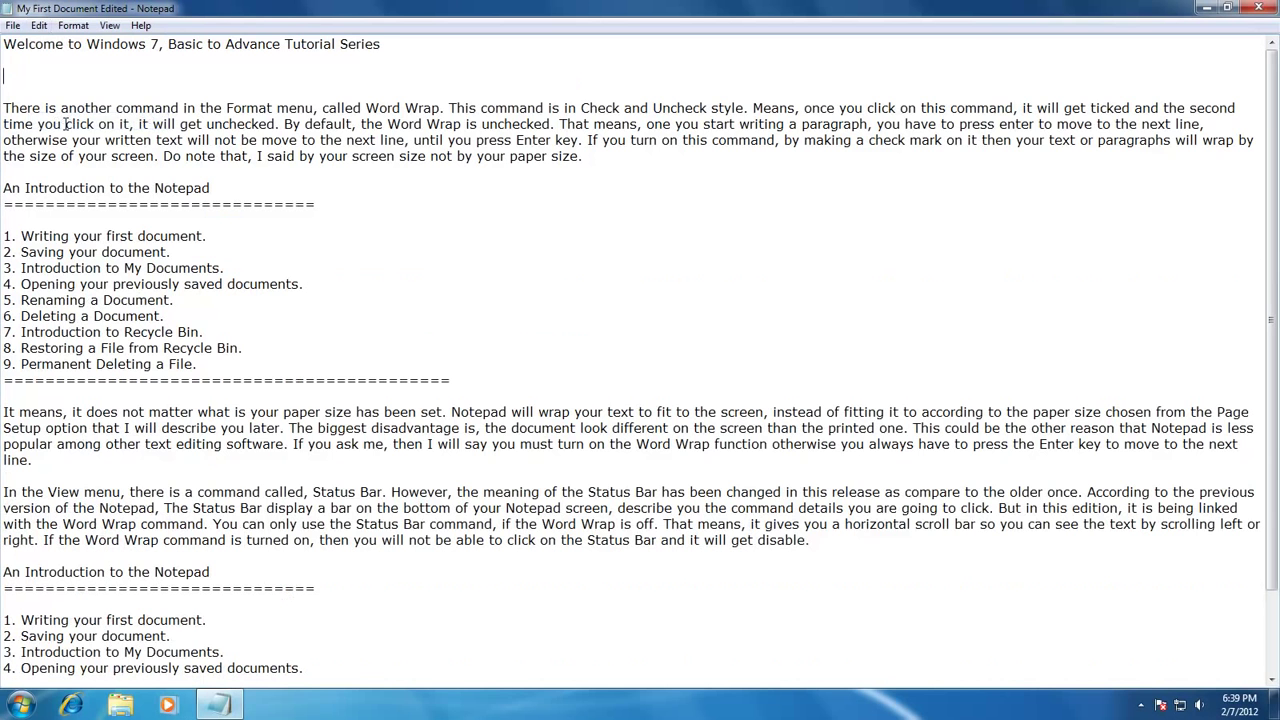 My First Document Edited - Notepad
File Edit Format View Help
Welcome to Windows 7, Basic to Advance Tutorial Series
There is another command in the Format menu, called Word Wrap. This command is in Check and Uncheck style. Means, once you click on this command, it will get ticked and the second
time you click on it, it will get unchecked. By default, the Word Wrap is unchecked. That means, one you start writing a paragraph, you have to press enter to move to the next line,
otherwise your written text will not be move to the next line, until you press Enter key. If you turn on this command, by making a check mark on it then your text or paragraphs will wrap by
the size of your screen. Do note that, I said by your screen size not by your paper size.
An Introduction to the Notepad
==============================
1. Writing your first document.
2. Saving your document.
3. Introduction to My Documents.
4. Opening your previously saved documents.
5. Renaming a Document.
6. Deleting a Document.
7. Introduction to Recycle Bin.
8. Restoring a File from Recycle Bin.
9. Permanent Deleting a File.
===========================================
It means, it does not matter what is your paper size has been set. Notepad will wrap your text to fit to the screen, instead of fitting it to according to the paper size chosen from the Page
Setup option that I will describe you later. The biggest disadvantage is, the document look different on the screen than the printed one. This could be the other reason that Notepad is less
popular among other text editing software. If you ask me, then I will say you must turn on the Word Wrap function otherwise you always have to press the Enter key to move to the next
line.
In the View menu, there is a command called, Status Bar. However, the meaning of the Status Bar has been changed in this release as compare to the older once. According to the previous
version of the Notepad, The Status Bar display a bar on the bottom of your Notepad screen, describe you the command details you are going to click. But in this edition, it is being linked
with the Word Wrap command. You can only use the Status Bar command, if the Word Wrap is off. That means, it gives you a horizontal scroll bar so you can see the text by scrolling left or
right. If the Word Wrap command is turned on, then you will not be able to click on the Status Bar and it will get disable.
An Introduction to the Notepad
==============================
1. Writing your first document.
2. Saving your document.
3. Introduction to My Documents.
4. Opening your previously saved documents.
6:39 PM
2/7/2012